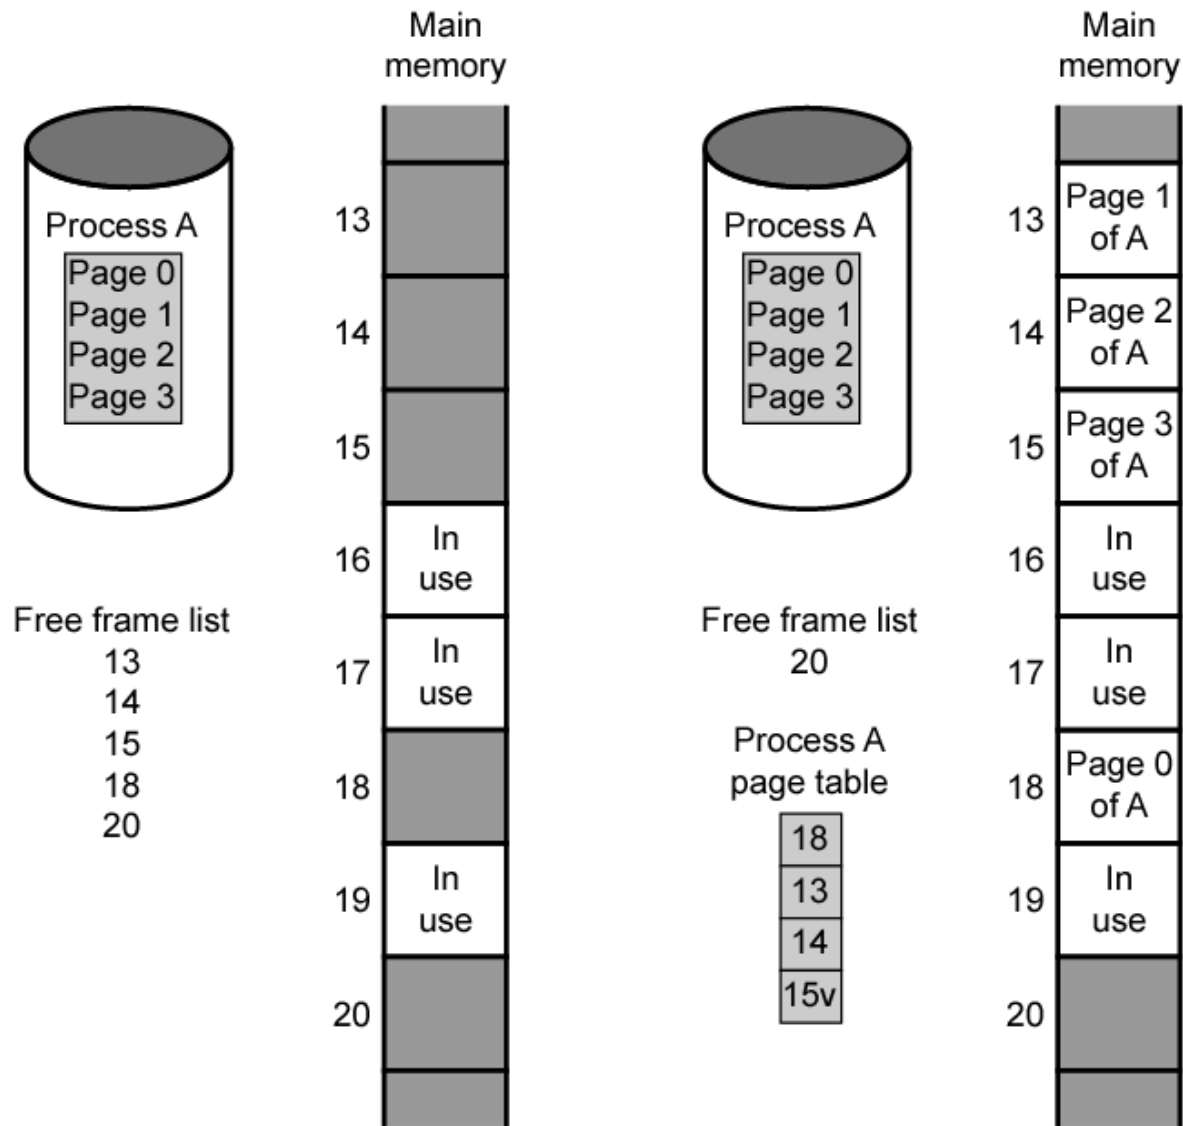 Main
memory
Process A
Page 0
Page 1
Page 2
Page 3
Free frame list
13
14
15
18
20
13
14
15
16
In
use
17
In
use
18
19
In
use
20
Main
memory
Process A
Page 0
Page 1
Page 2
Page 3
Free frame list
20
Process A
page table
18
13
14
15v
13
Page 1
of A
14
Page 2
of A
15
Page 3
of A
16
In
use
17
In
use
18
Page 0
of A
19
In
use
20